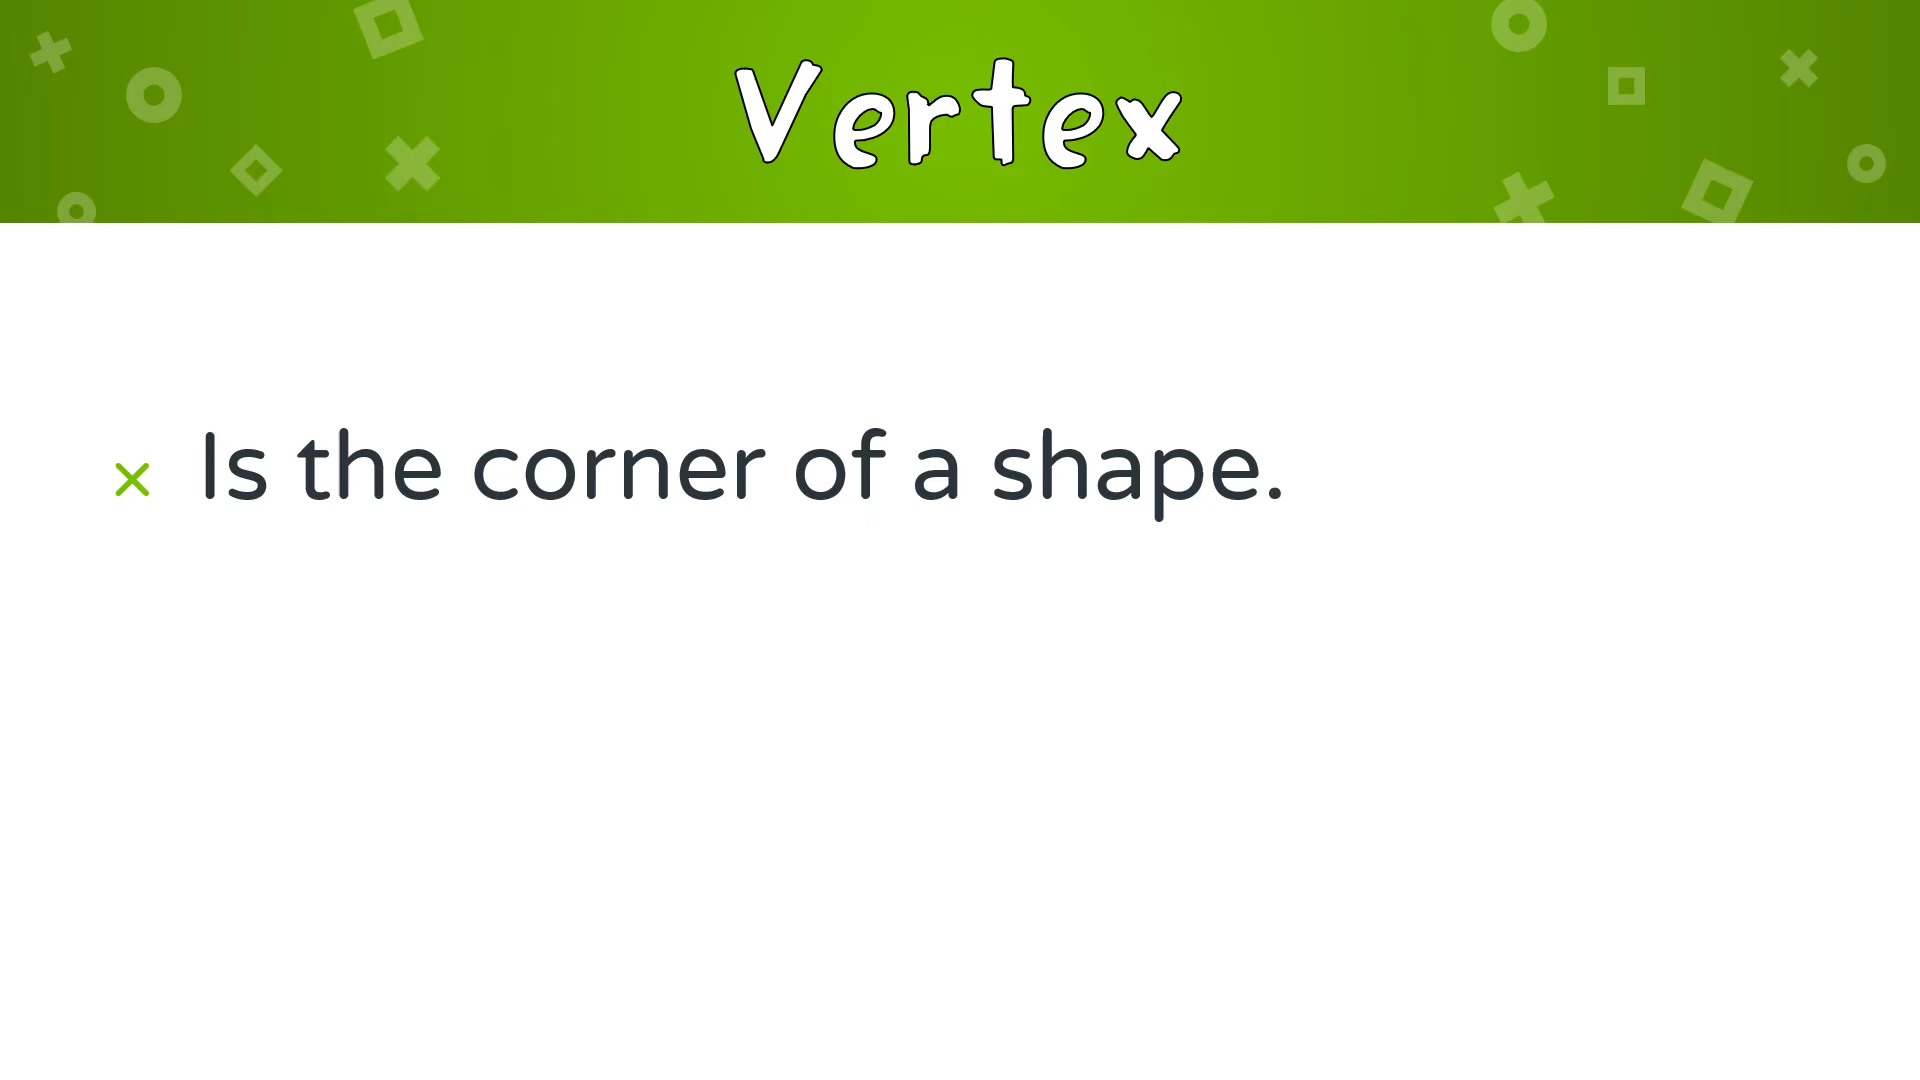 Vertex
Is the corner of a shape.